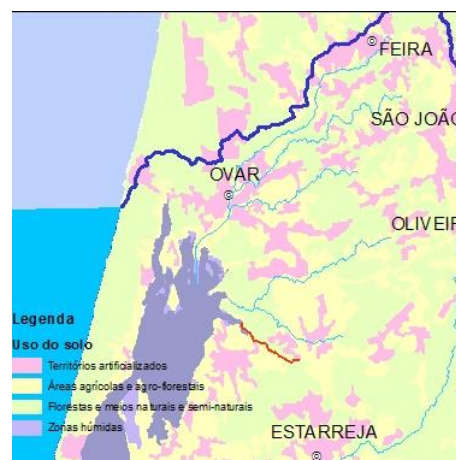 FEIRA
SÃO JOÃO
OVAR
OLIVEIR
Legenda
Uso do solo
Territórios artificializados
Áreas agrícolas e agro-florestais
Florestas e meios naturais e semi-naturais
Zonas húmidas
ESTARREJA